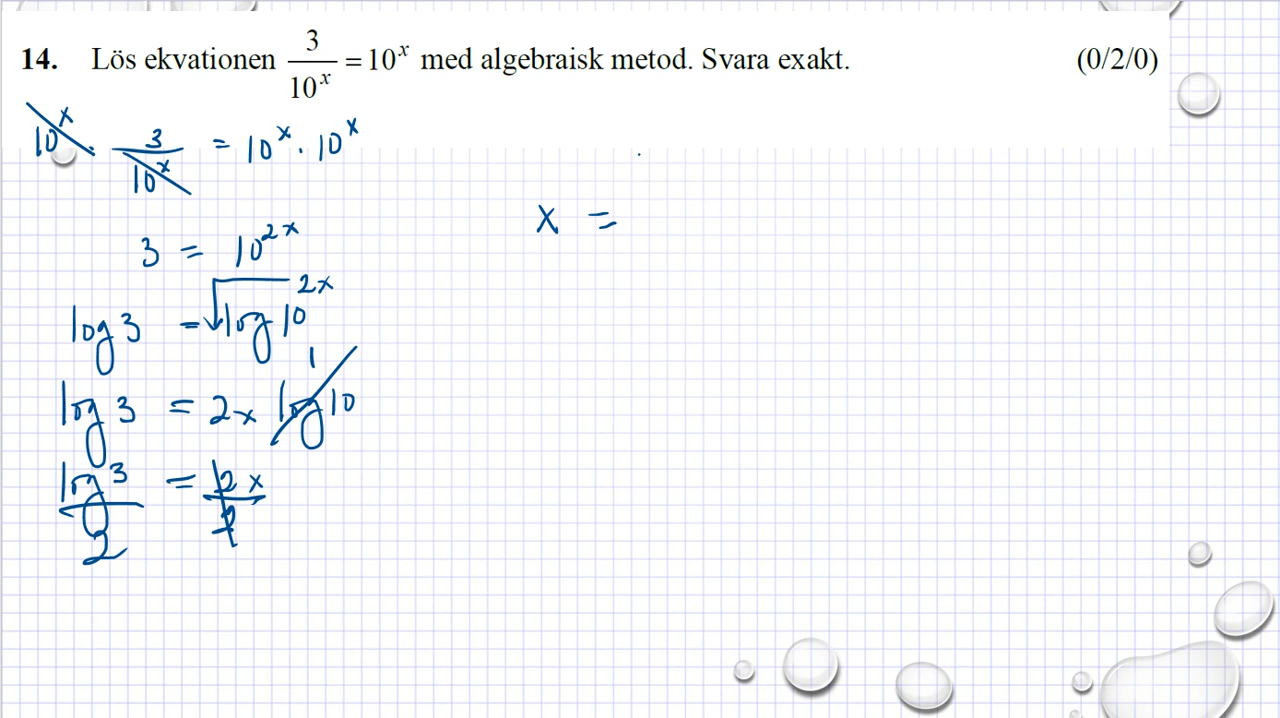 14. Lös ekvationen 3/10^x = 10^x med algebraisk metod. Svara exakt. (0/2/0)
10^x · 3/10^x = 10^x · 10^x
3 = 10^2x
log 3 = log 10^2x
log 3 = 2x log 10 1
log 3/2 = 2x/2
x =